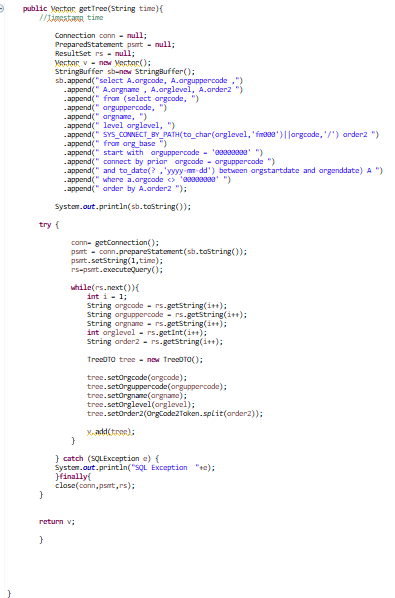 public Vector getTree(String time){
//Timestamp time
Connection conn = null;
PreparedStatement psmt = null;
ResultSet rs = null;
Vector v = new Vector();
StringBuffer sb=new StringBuffer();
sb.append("select A.orgcode, A.orguppercode ,")
.append(" A.orgname , A.orglevel, A.order2 ")
.append(" from (select orgcode, ")
.append(" orguppercode, ")
.append(" orgname, ")
.append(" level orglevel, ")
.append(" SYS_CONNECT_BY_PATH(to_char(orglevel,'fm000')||orgcode,'/') order2 ")
.append(" from org_base ")
.append(" start with  orguppercode = '00000000' ")
.append(" connect by prior  orgcode = orguppercode ")
.append(" and to_date(? ,'yyyy-mm-dd') between orgstartdate and orgenddate) A ")
.append(" where a.orgcode <> '00000000' ")
.append(" order by A.order2 ");
System.out.println(sb.toString());
try {
conn= getConnection();
psmt = conn.prepareStatement(sb.toString());
psmt.setString(1,time);
rs=psmt.executeQuery();
while(rs.next()){
int i = 1;
String orgcode = rs.getString(i++);
String orguppercode = rs.getString(i++);
String orgname = rs.getString(i++);
int orglevel = rs.getInt(i++);
String order2 = rs.getString(i++);
TreeDTO tree = new TreeDTO();
tree.setOrgcode(orgcode);
tree.setOrguppercode(orguppercode);
tree.setOrgname(orgname);
tree.setOrglevel(orglevel);
tree.setOrder2(OrgCode2Token.split(order2));
v.add(tree);
}
} catch (SQLException e) {
System.out.println("SQL Exception  "+e);
}finally{
close(conn,psmt,rs);
}
return v;
}
}